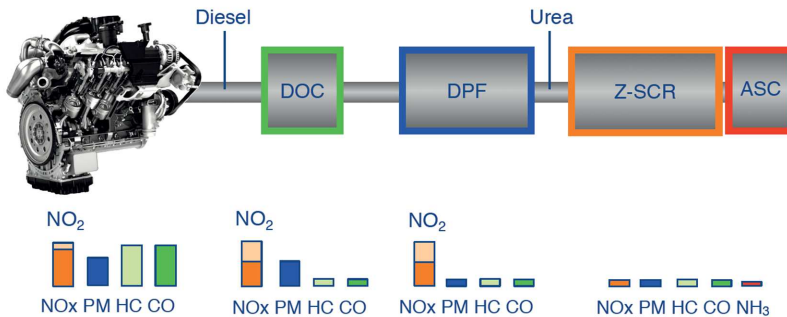 Diesel
Urea
DOC
DPF
Z-SCR
ASC
NO₂
NO₂
NO₂
NOx PM HC CO
NOx PM HC CO
NOx PM HC CO
NOx PM HC CO NH₃